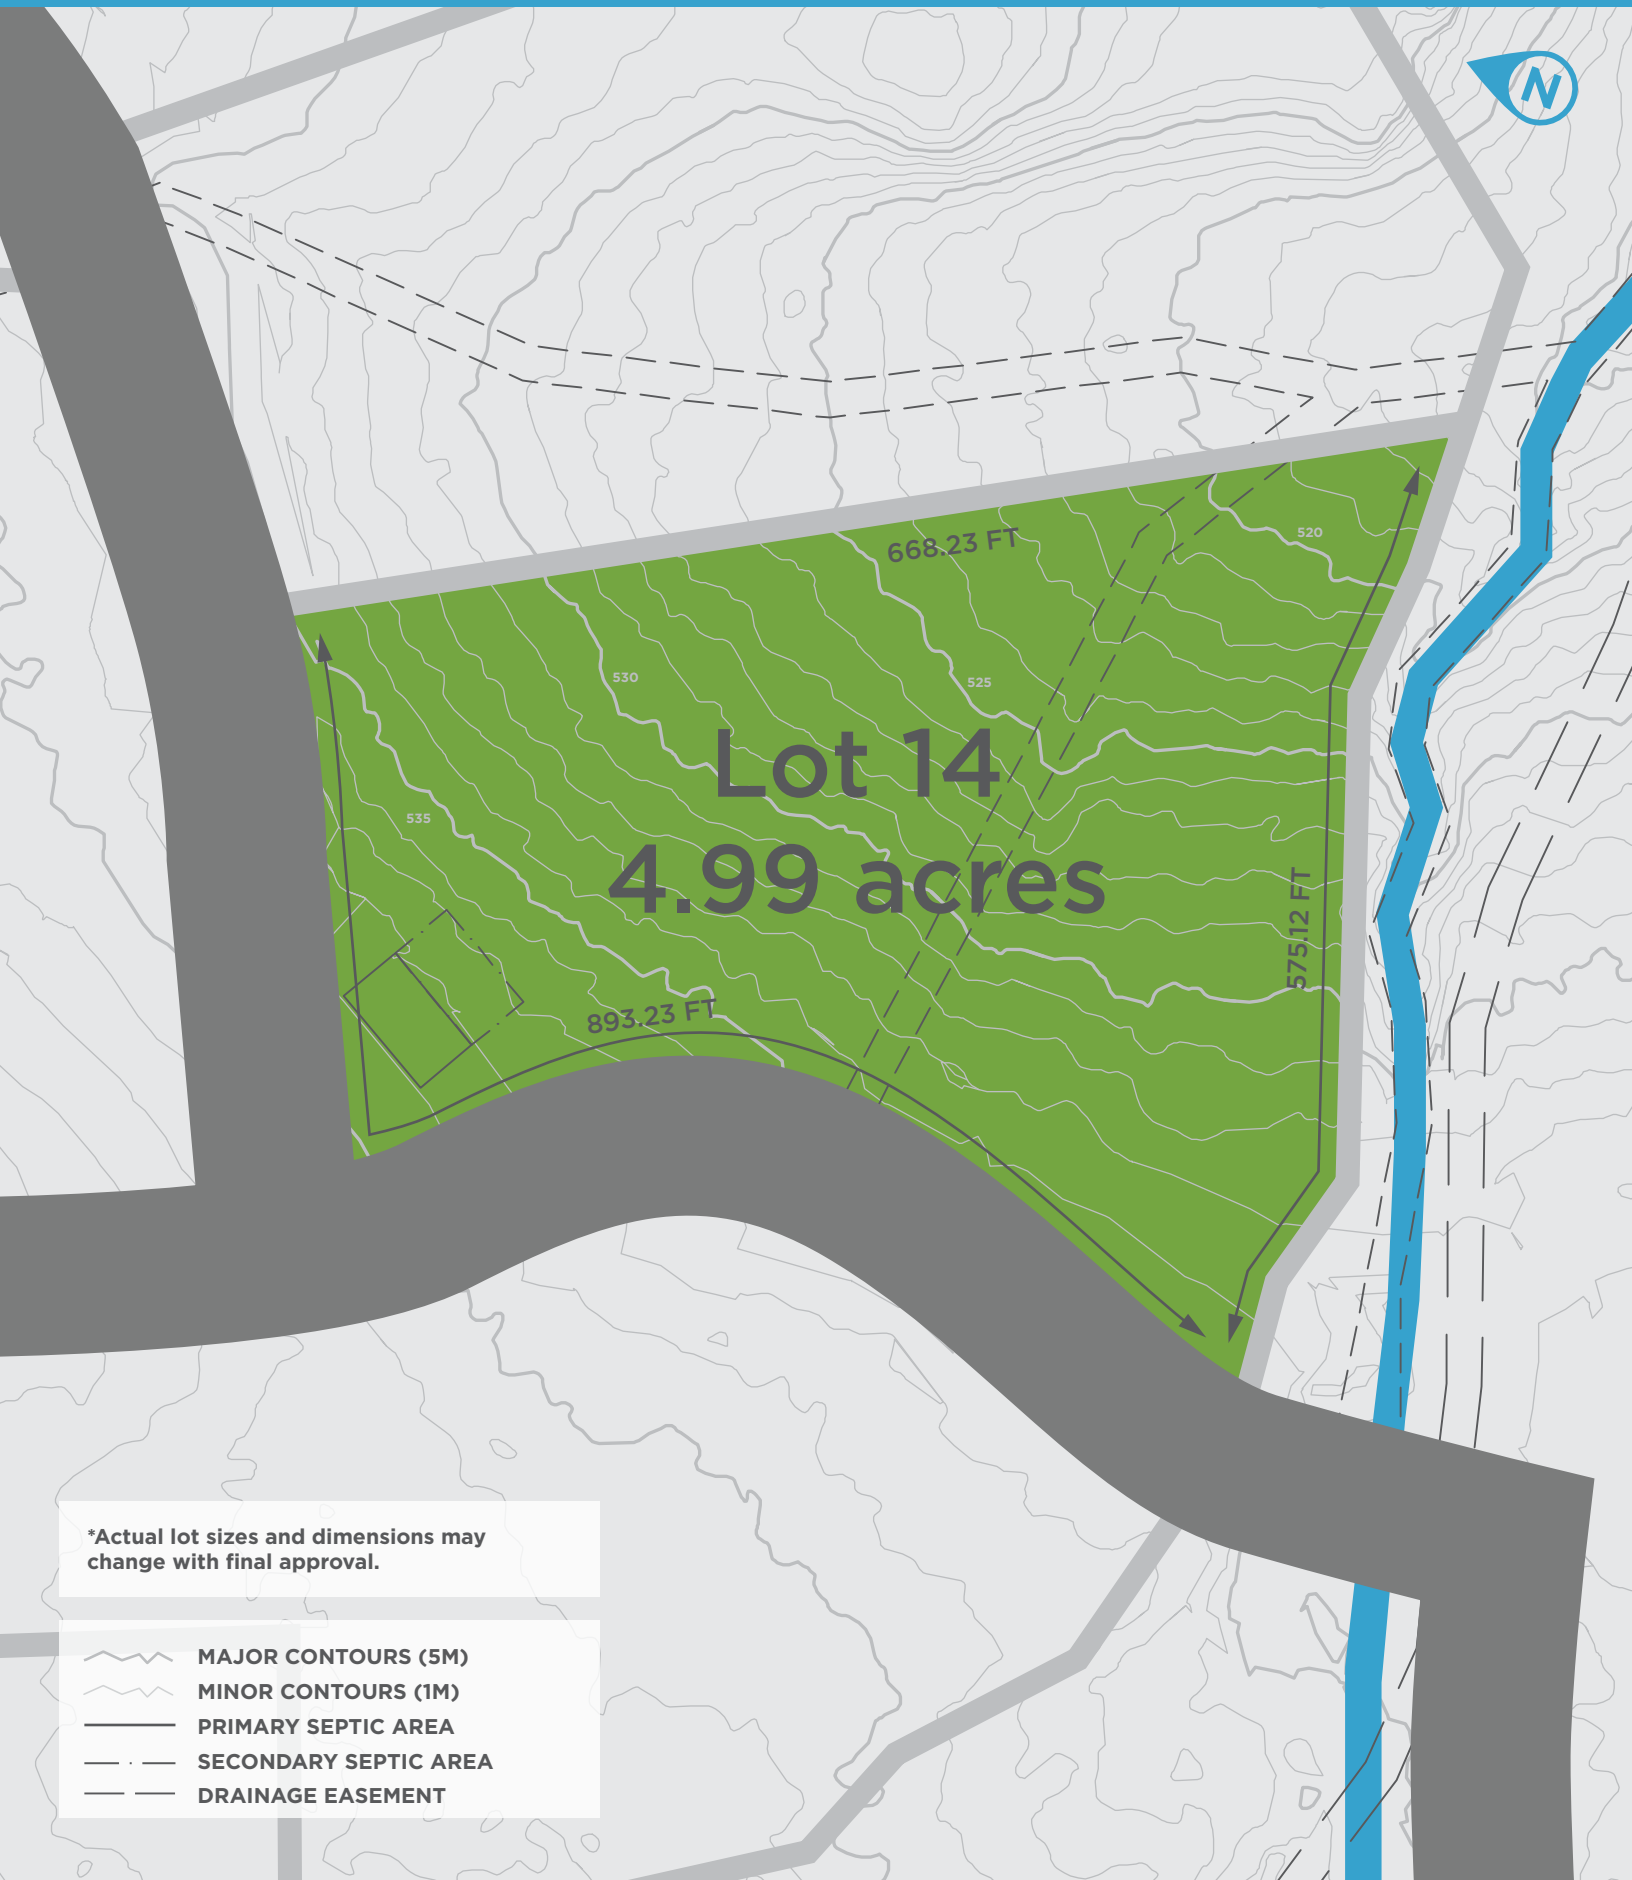 N
520
668.23 FT
530
525
Lot 14
535
4.99 acres
575.12 FT
893.23 FT
*Actual lot sizes and dimensions may
change with final approval.
MAJOR CONTOURS (5M)
MINOR CONTOURS (1M)
PRIMARY SEPTIC AREA
SECONDARY SEPTIC AREA
DRAINAGE EASEMENT